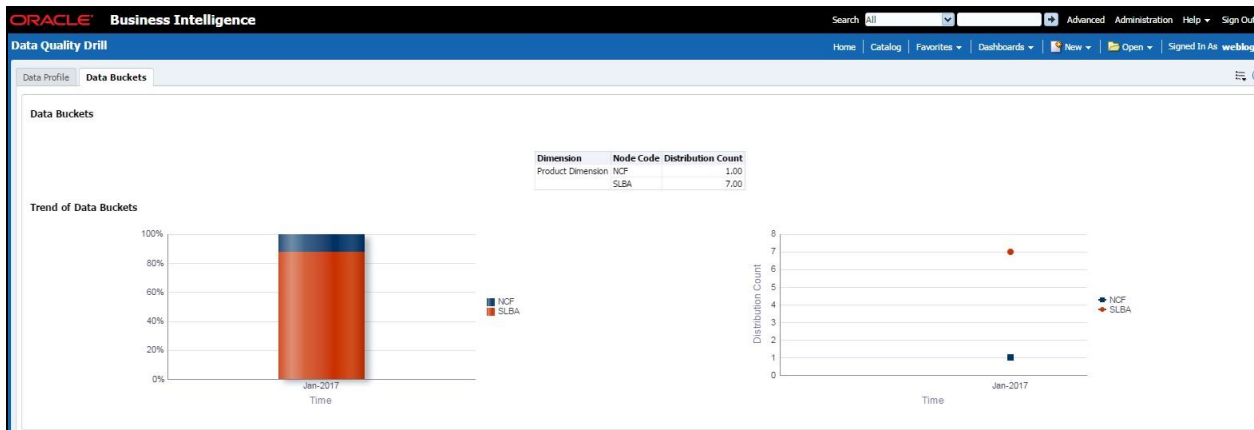 ORACLE Business Intelligence
Search All Advanced Administration Help Sign Out
Data Quality Drill
Home Catalog Favorites Dashboards New Open Signed In As weblog
Data Profile Data Buckets
Data Buckets
Dimension Node Code Distribution Count
Product Dimension NCF 1.00
SLBA 7.00
Trend of Data Buckets
100%
80%
60%
40%
20%
0%
Jan-2017
Time
NCF
SLBA
Distribution Count
8
7
6
5
4
3
2
1
0
Jan-2017
Time
NCF
SLBA